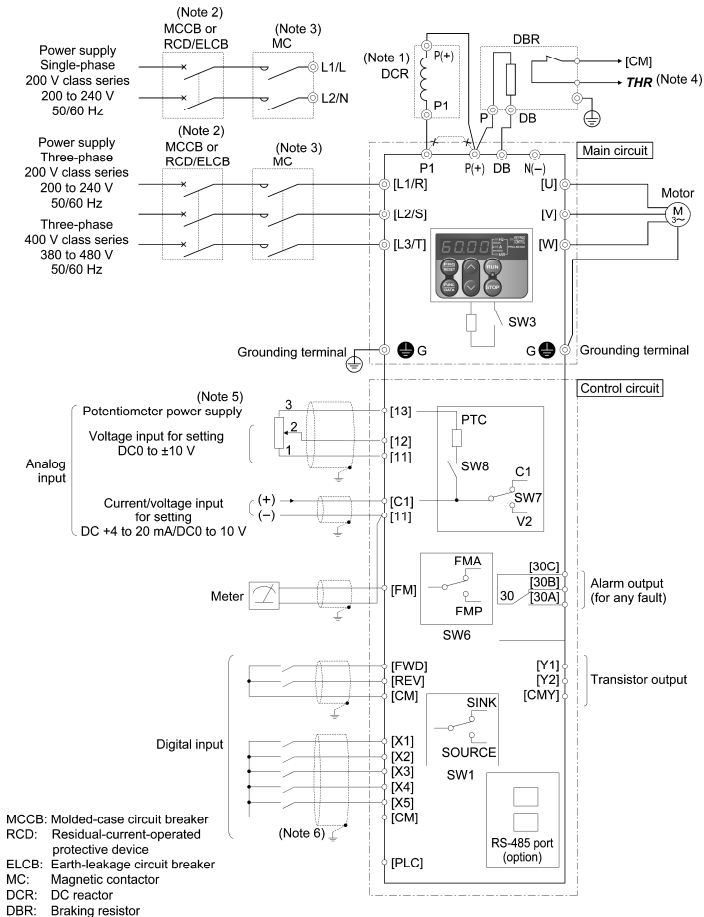 (Note 2)
MCCB or
RCD/ELCB
(Note 3)
MC
Power supply
Single-phase
200 V class series
200 to 240 V
50/60 Hz
L1/L
L2/N
(Note 1)
DCR
P(+)
P1
DBR
[CM]
THR (Note 4)
P
DB
Power supply
Three-phase
200 V class series
200 to 240 V
50/60 Hz
Three-phase
400 V class series
380 to 480 V
50/60 Hz
(Note 2)
MCCB or
RCD/ELCB
(Note 3)
MC
Main circuit
P1
P(+)
DB
N(−)
[L1/R]
[L2/S]
[L3/T]
[U]
[V]
[W]
Motor
M
3~
60.00
PRG
RESET
RUN
FUNC
DATA
STOP
SW3
Grounding terminal
G
G
Grounding terminal
Control circuit
(Note 5)
Potentiometer power supply
Voltage input for setting
DC0 to ±10 V
3
2
1
[13]
[12]
[11]
PTC
SW8
C1
SW7
V2
Analog
input
Current/voltage input
for setting
DC +4 to 20 mA/DC0 to 10 V
(+)
(−)
[C1]
[11]
Meter
[FM]
FMA
FMP
SW6
[30C]
[30B]
[30A]
30
Alarm output
(for any fault)
[FWD]
[REV]
[CM]
[Y1]
[Y2]
[CMY]
Transistor output
Digital input
SINK
SOURCE
SW1
[X1]
[X2]
[X3]
[X4]
[X5]
[CM]
(Note 6)
[PLC]
RS-485 port
(option)
MCCB: Molded-case circuit breaker
RCD: Residual-current-operated
protective device
ELCB: Earth-leakage circuit breaker
MC: Magnetic contactor
DCR: DC reactor
DBR: Braking resistor